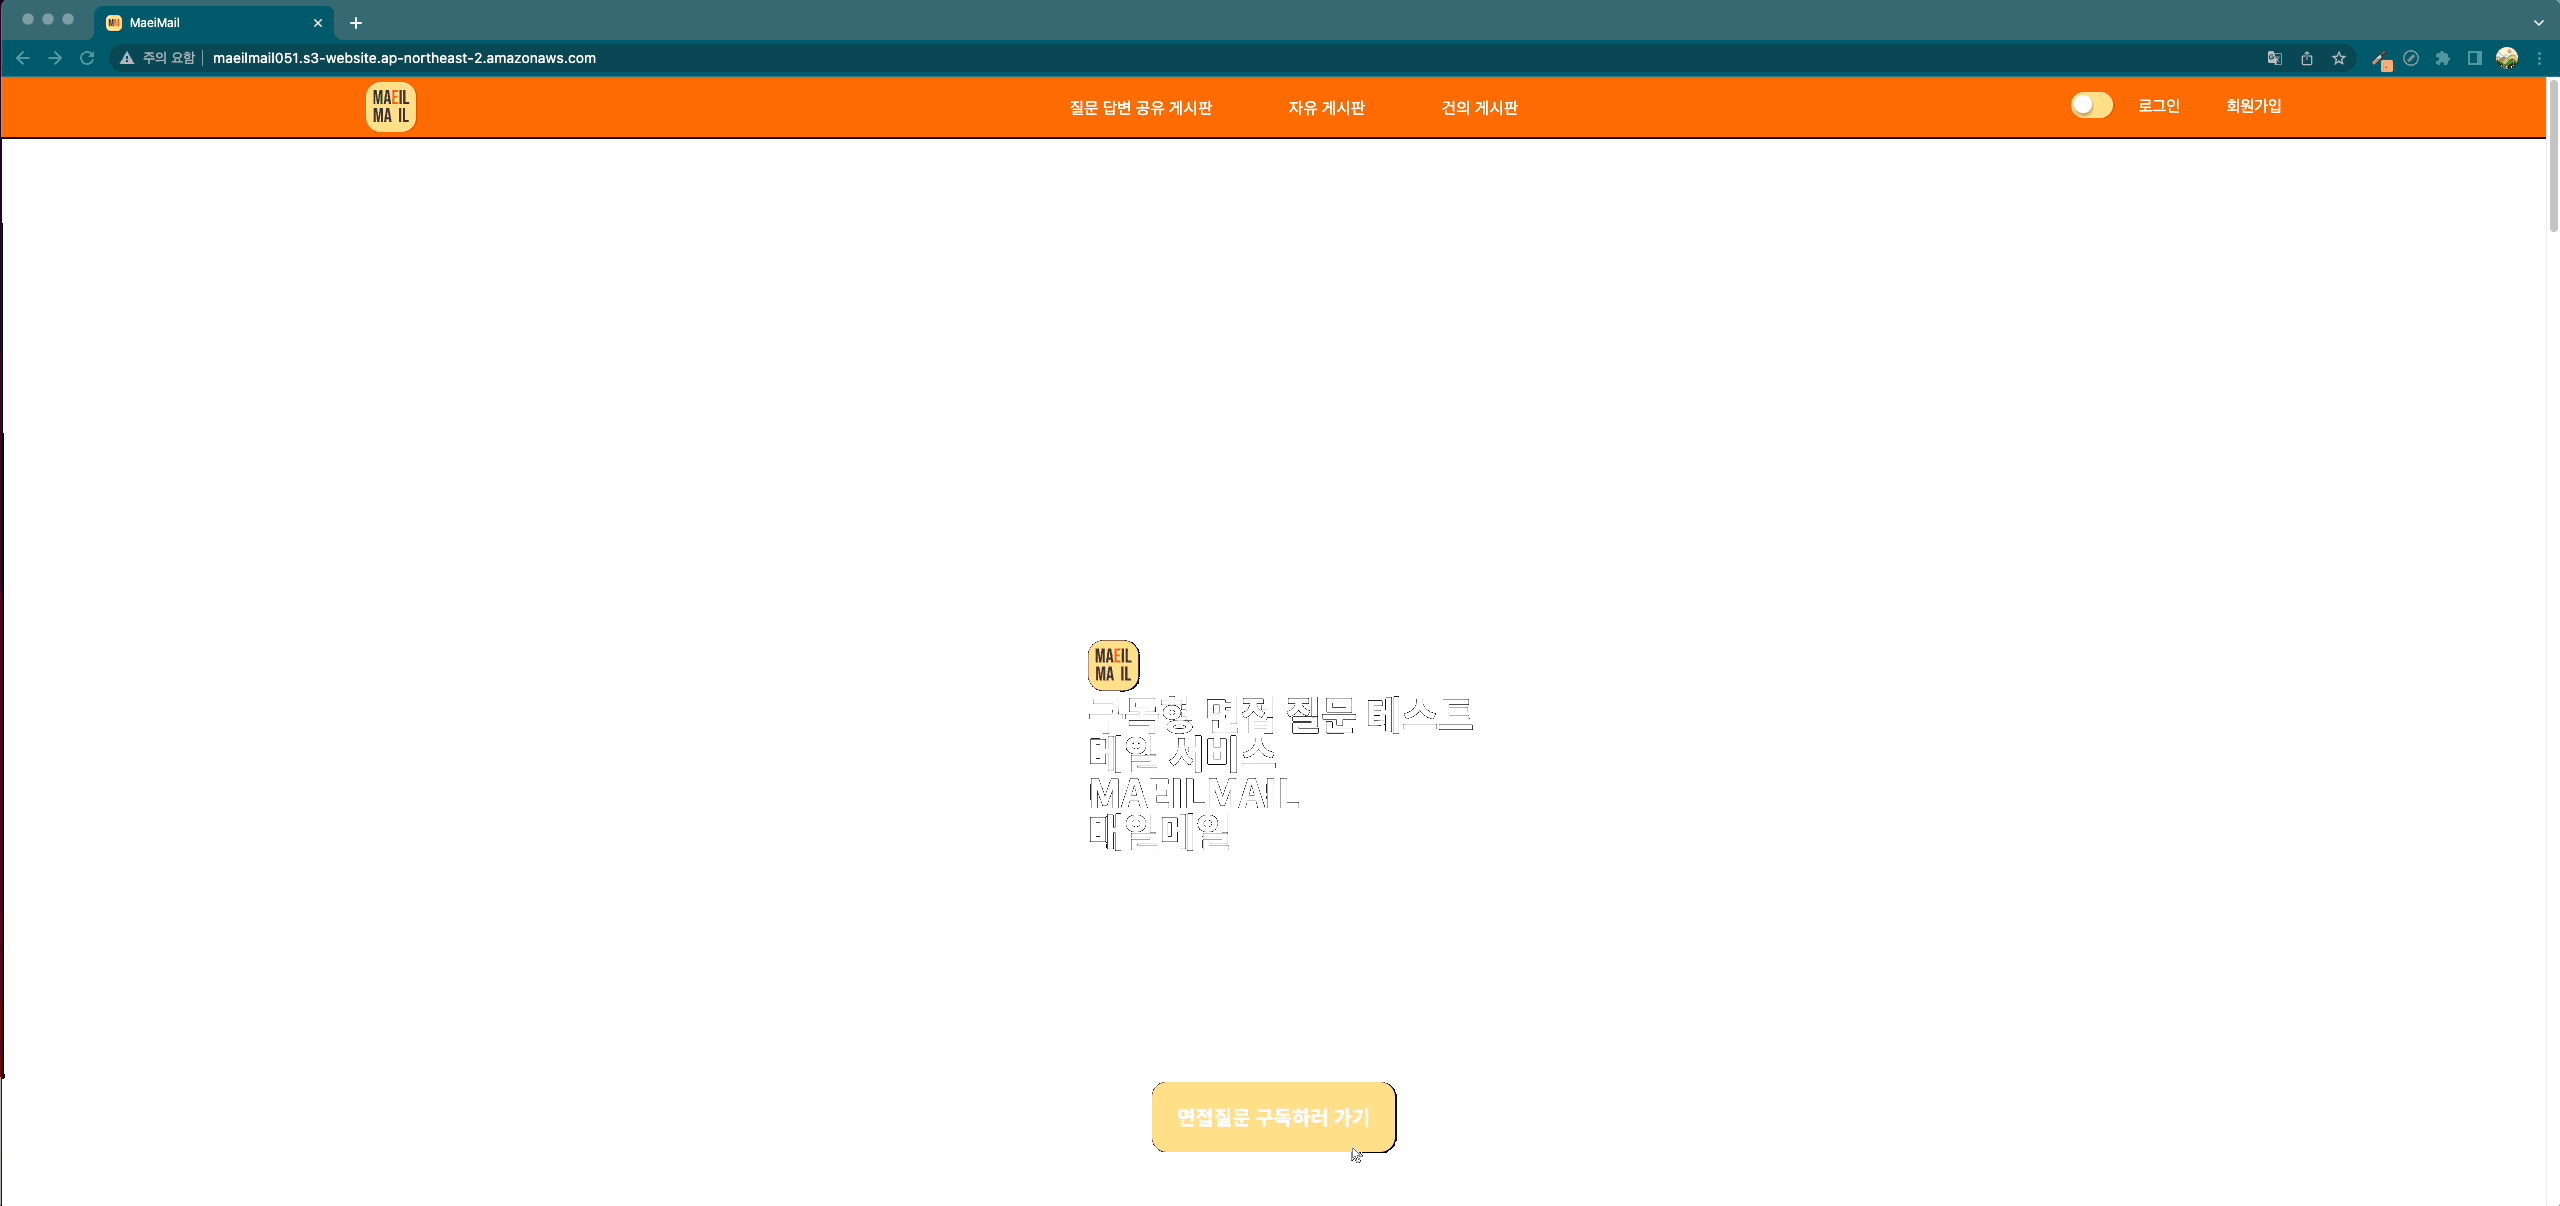 MaeiMail
주의 요함
maeilmail051.s3-website.ap-northeast-2.amazonaws.com
MAEIL
MA IL
질문 답변 공유 게시판
자유 게시판
건의 게시판
로그인
회원가입
MAEIL
MA IL
구독형 면접 질문 테스트
메일 서비스
MAEILMAIL
매일메일
면접질문 구독하러 가기